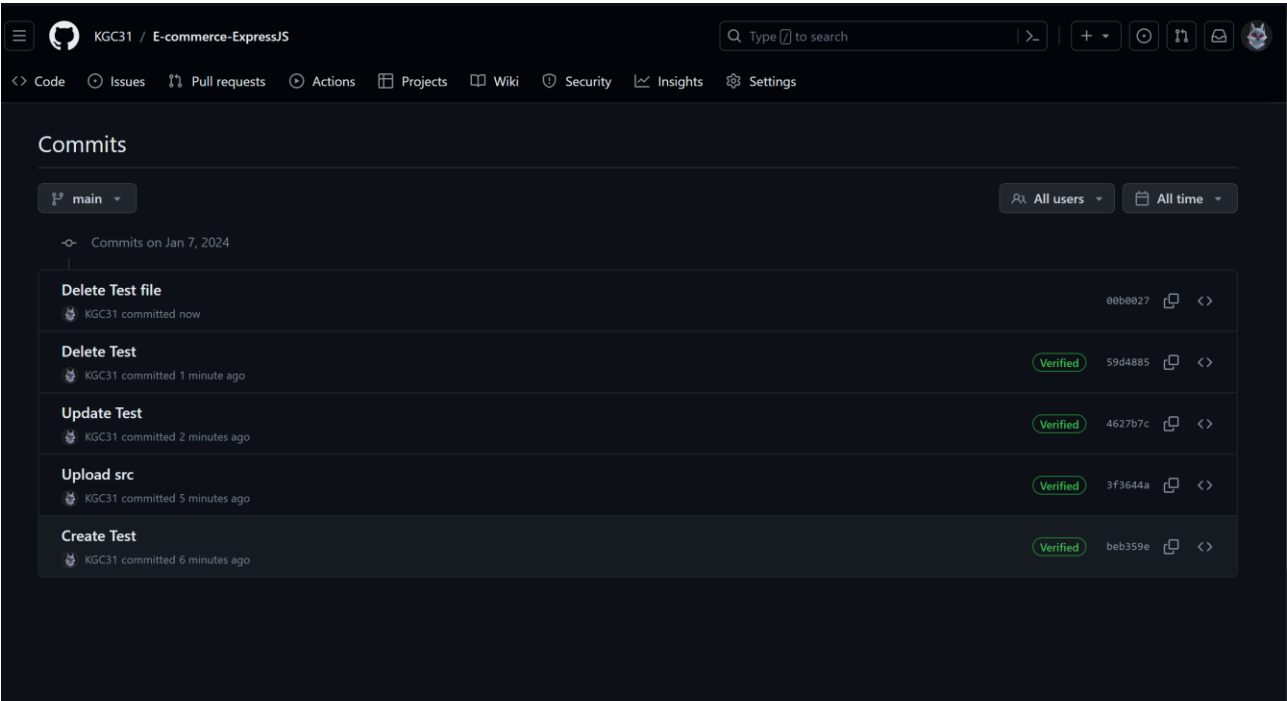 KGC31 / E-commerce-ExpressJS
Type / to search
Code Issues Pull requests Actions Projects Wiki Security Insights Settings
Commits
main All users All time
Commits on Jan 7, 2024
Delete Test file
00b0027
KGC31 committed now
Delete Test
Verified 59d4885
KGC31 committed 1 minute ago
Update Test
Verified 4627b7c
KGC31 committed 2 minutes ago
Upload src
Verified 3f3644a
KGC31 committed 5 minutes ago
Create Test
Verified beb359e
KGC31 committed 6 minutes ago